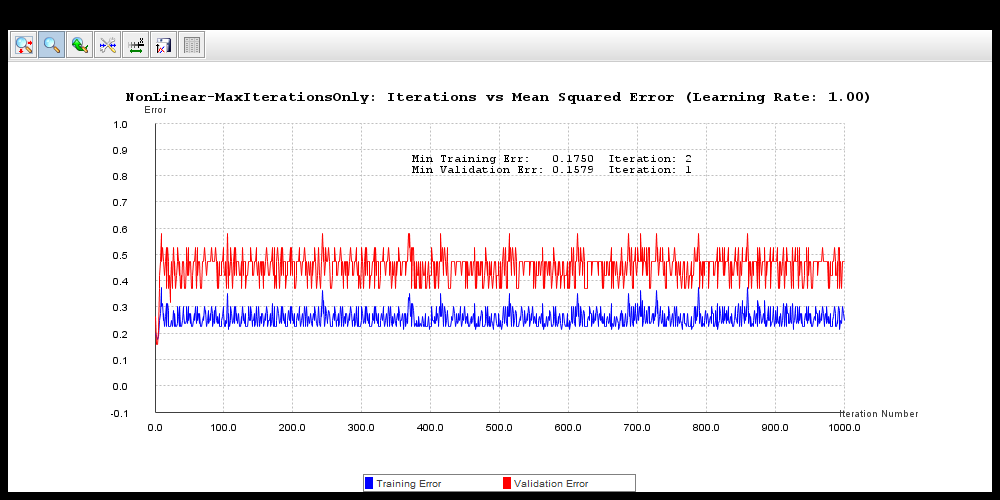 NonLinear-MaxIterationsOnly: Iterations vs Mean Squared Error (Learning Rate: 1.00)
Error
Min Training Err: 0.1750 Iteration: 2
Min Validation Err: 0.1579 Iteration: 1
1.0
0.9
0.8
0.7
0.6
0.5
0.4
0.3
0.2
0.1
0.0
-0.1
Iteration Number
0.0 100.0 200.0 300.0 400.0 500.0 600.0 700.0 800.0 900.0 1000.0
Training Error Validation Error